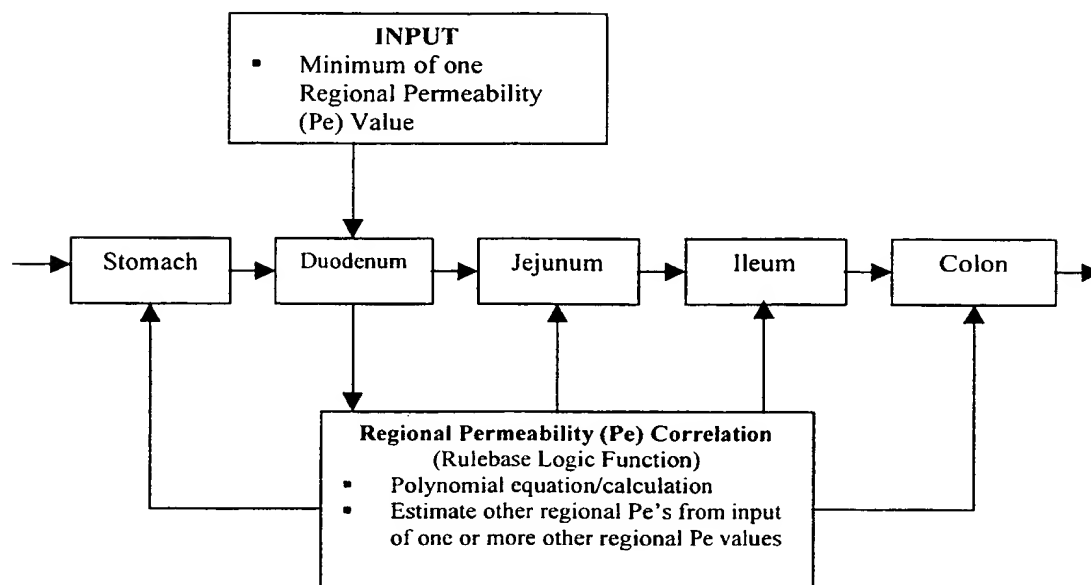 INPUT
▪ Minimum of one
Regional Permeability
(Pe) Value
Stomach
Duodenum
Jejunum
Ileum
Colon
Regional Permeability (Pe) Correlation
(Rulebase Logic Function)
▪ Polynomial equation/calculation
▪ Estimate other regional Pe's from input
of one or more other regional Pe values